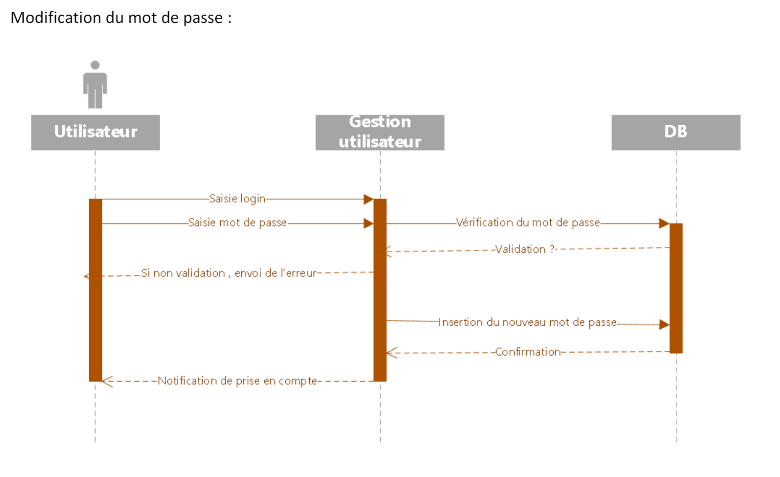 Modification du mot de passe :
Utilisateur
Gestion
utilisateur
DB
Saisie login
Saisie mot de passe
Vérification du mot de passe
Validation ?
Si non validation , envoi de l'erreur
Insertion du nouveau mot de passe
Confirmation
Notification de prise en compte